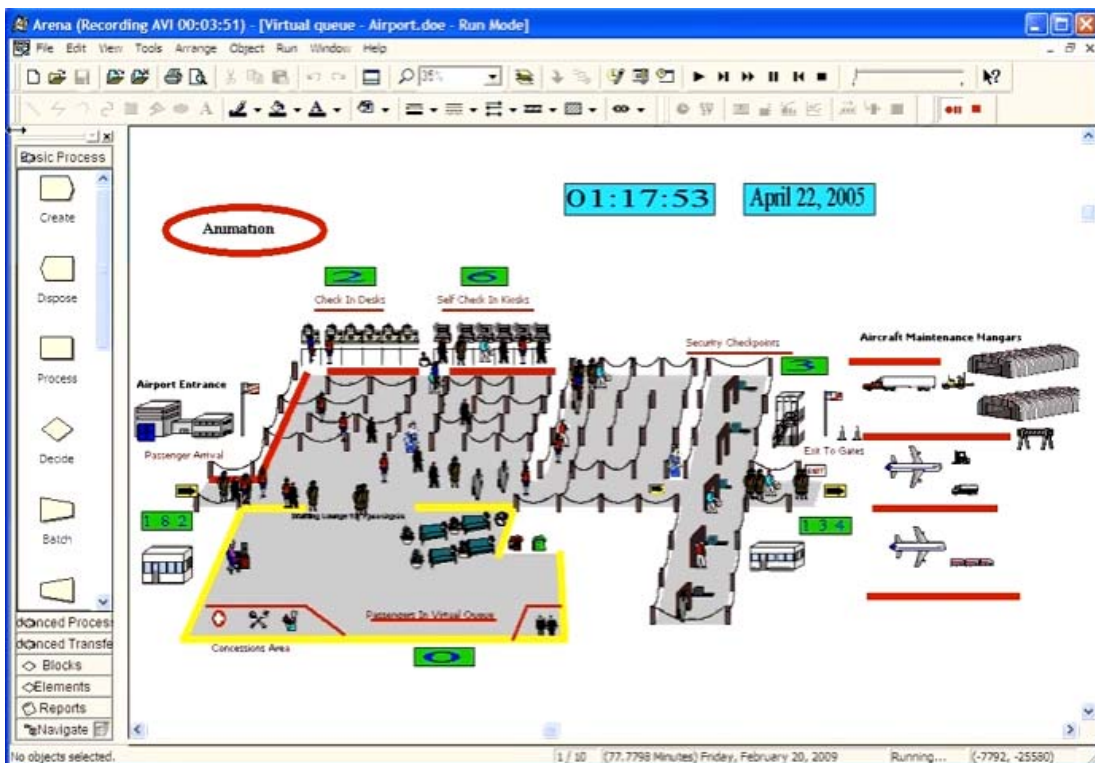 Arena (Recording AVI 00:03:51) - [Virtual queue - Airport.doe - Run Mode]
File Edit View Tools Arrange Object Run Window Help
35%
Basic Process
Create
Dispose
Process
Decide
Batch
Blocks
Elements
Reports
Navigate
01:17:53
April 22, 2005
Animation
2
6
Check In Desks
Self Check In Kiosks
Security Checkpoints
3
Aircraft Maintenance Hangars
Airport Entrance
Passenger Arrival
Exit To Gates
EXIT
182
134
Passengers In Virtual Queue
Concessions Area
0
No objects selected.
1 / 10
(77.7798 Minutes) Friday, February 20, 2009
Running...
(-7792, -25580)